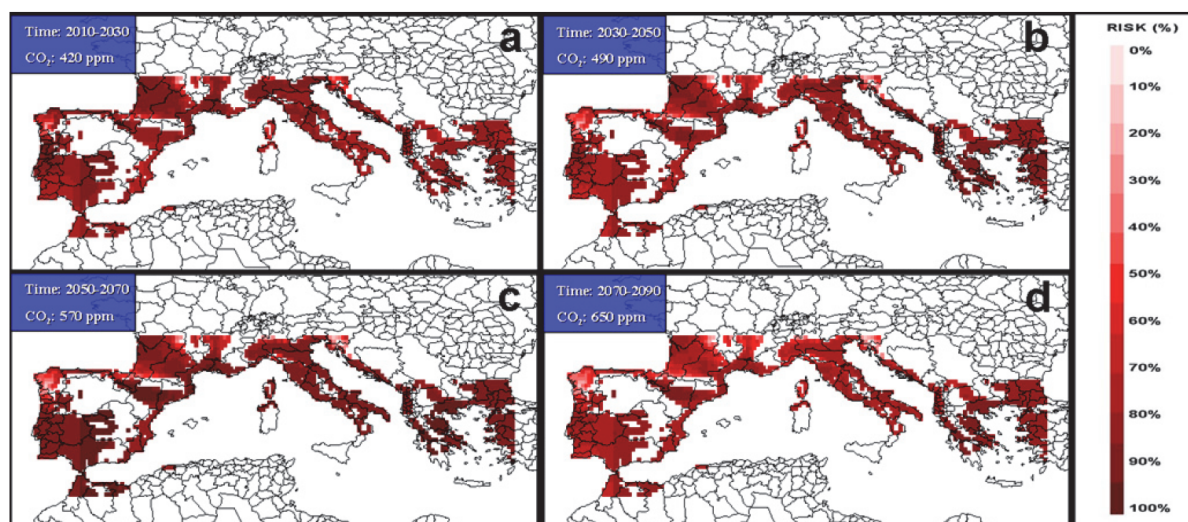 Time: 2010-2030
CO₂: 420 ppm
a
Time: 2030-2050
CO₂: 490 ppm
b
Time: 2050-2070
CO₂: 570 ppm
c
Time: 2070-2090
CO₂: 650 ppm
d
RISK (%)
0%
10%
20%
30%
40%
50%
60%
70%
80%
90%
100%